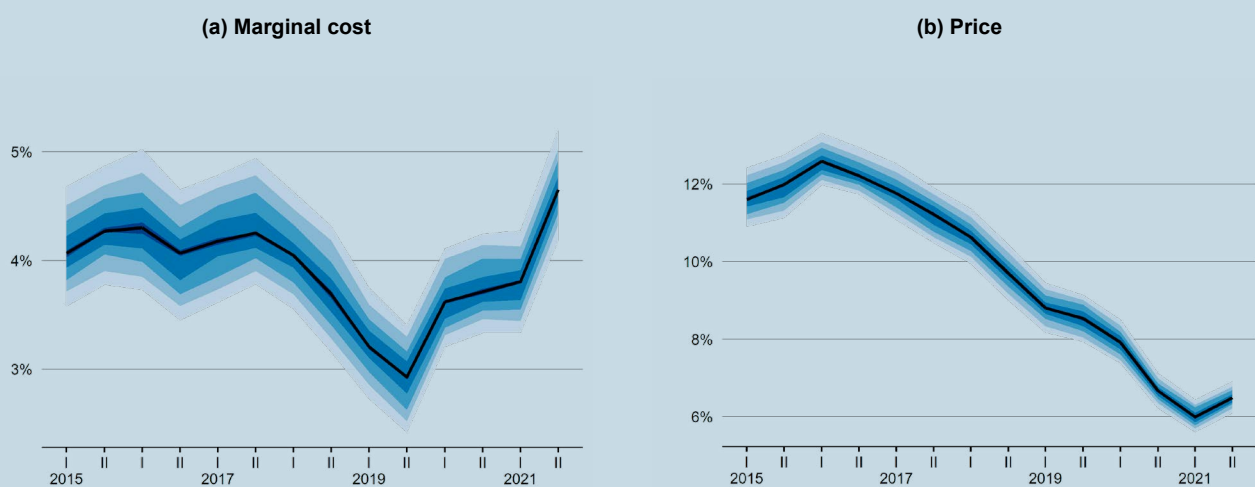 (a) Marginal cost
5%
4%
3%
I II I II I II I II I II I II I II
2015 2017 2019 2021
(b) Price
12%
10%
8%
6%
I II I II I II I II I II I II I II
2015 2017 2019 2021